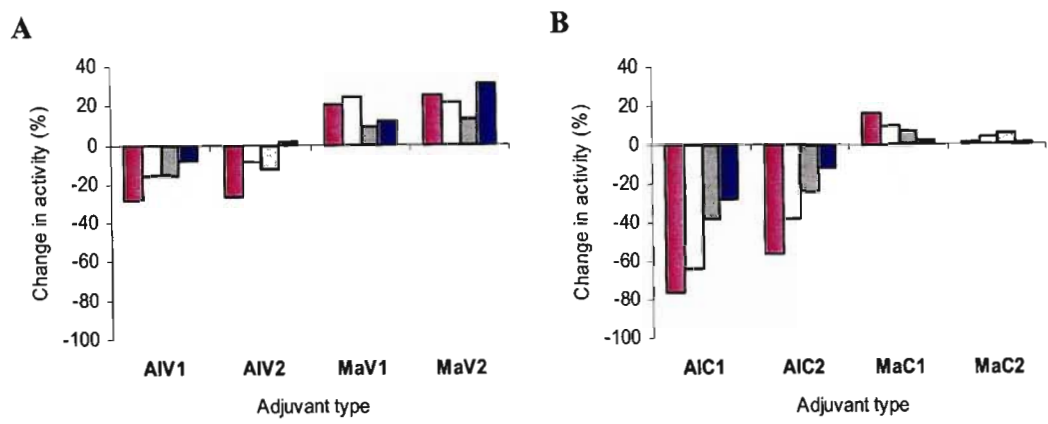 A
40
20
0
-20
-40
-60
-80
-100
Change in activity (%)
AlV1 AlV2 MaV1 MaV2
Adjuvant type
B
40
20
0
-20
-40
-60
-80
-100
Change in activity (%)
AlC1 AlC2 MaC1 MaC2
Adjuvant type